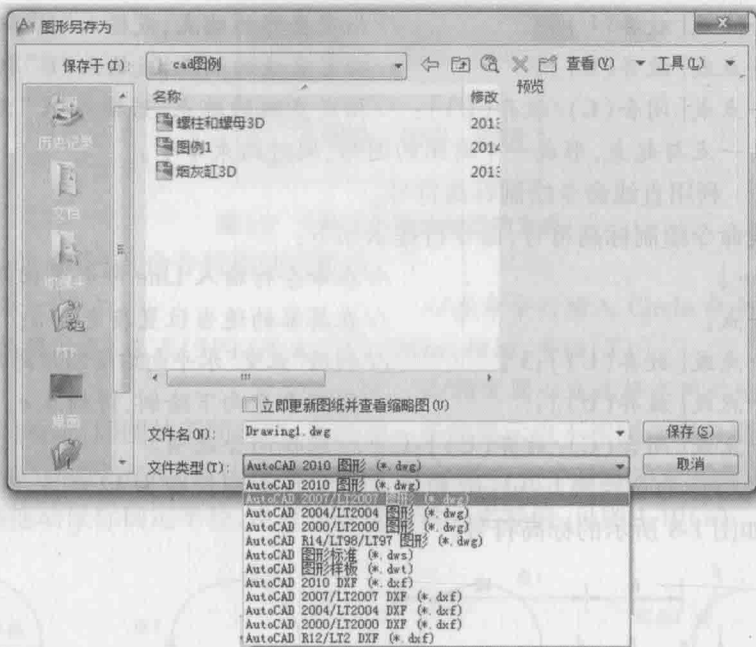 图形另存为
保存于(I): cad图例 查看(V) 工具(L)
名称 修改 预览
螺柱和螺母3D 2013
图例1 2014
烟灰缸3D 2013
历史记录
文档
FTP
桌面
立即更新图纸并查看缩略图(U)
文件名(N): Drawing1.dwg 保存(S)
文件类型(T): AutoCAD 2010 图形 (*.dwg) 取消
AutoCAD 2010 图形 (*.dwg)
AutoCAD 2007/LT2007 图形 (*.dwg)
AutoCAD 2004/LT2004 图形 (*.dwg)
AutoCAD 2000/LT2000 图形 (*.dwg)
AutoCAD R14/LT98/LT97 图形 (*.dwg)
AutoCAD 图形标准 (*.dws)
AutoCAD 图形样板 (*.dwt)
AutoCAD 2010 DXF (*.dxf)
AutoCAD 2007/LT2007 DXF (*.dxf)
AutoCAD 2004/LT2004 DXF (*.dxf)
AutoCAD 2000/LT2000 DXF (*.dxf)
AutoCAD R12/LT2 DXF (*.dxf)